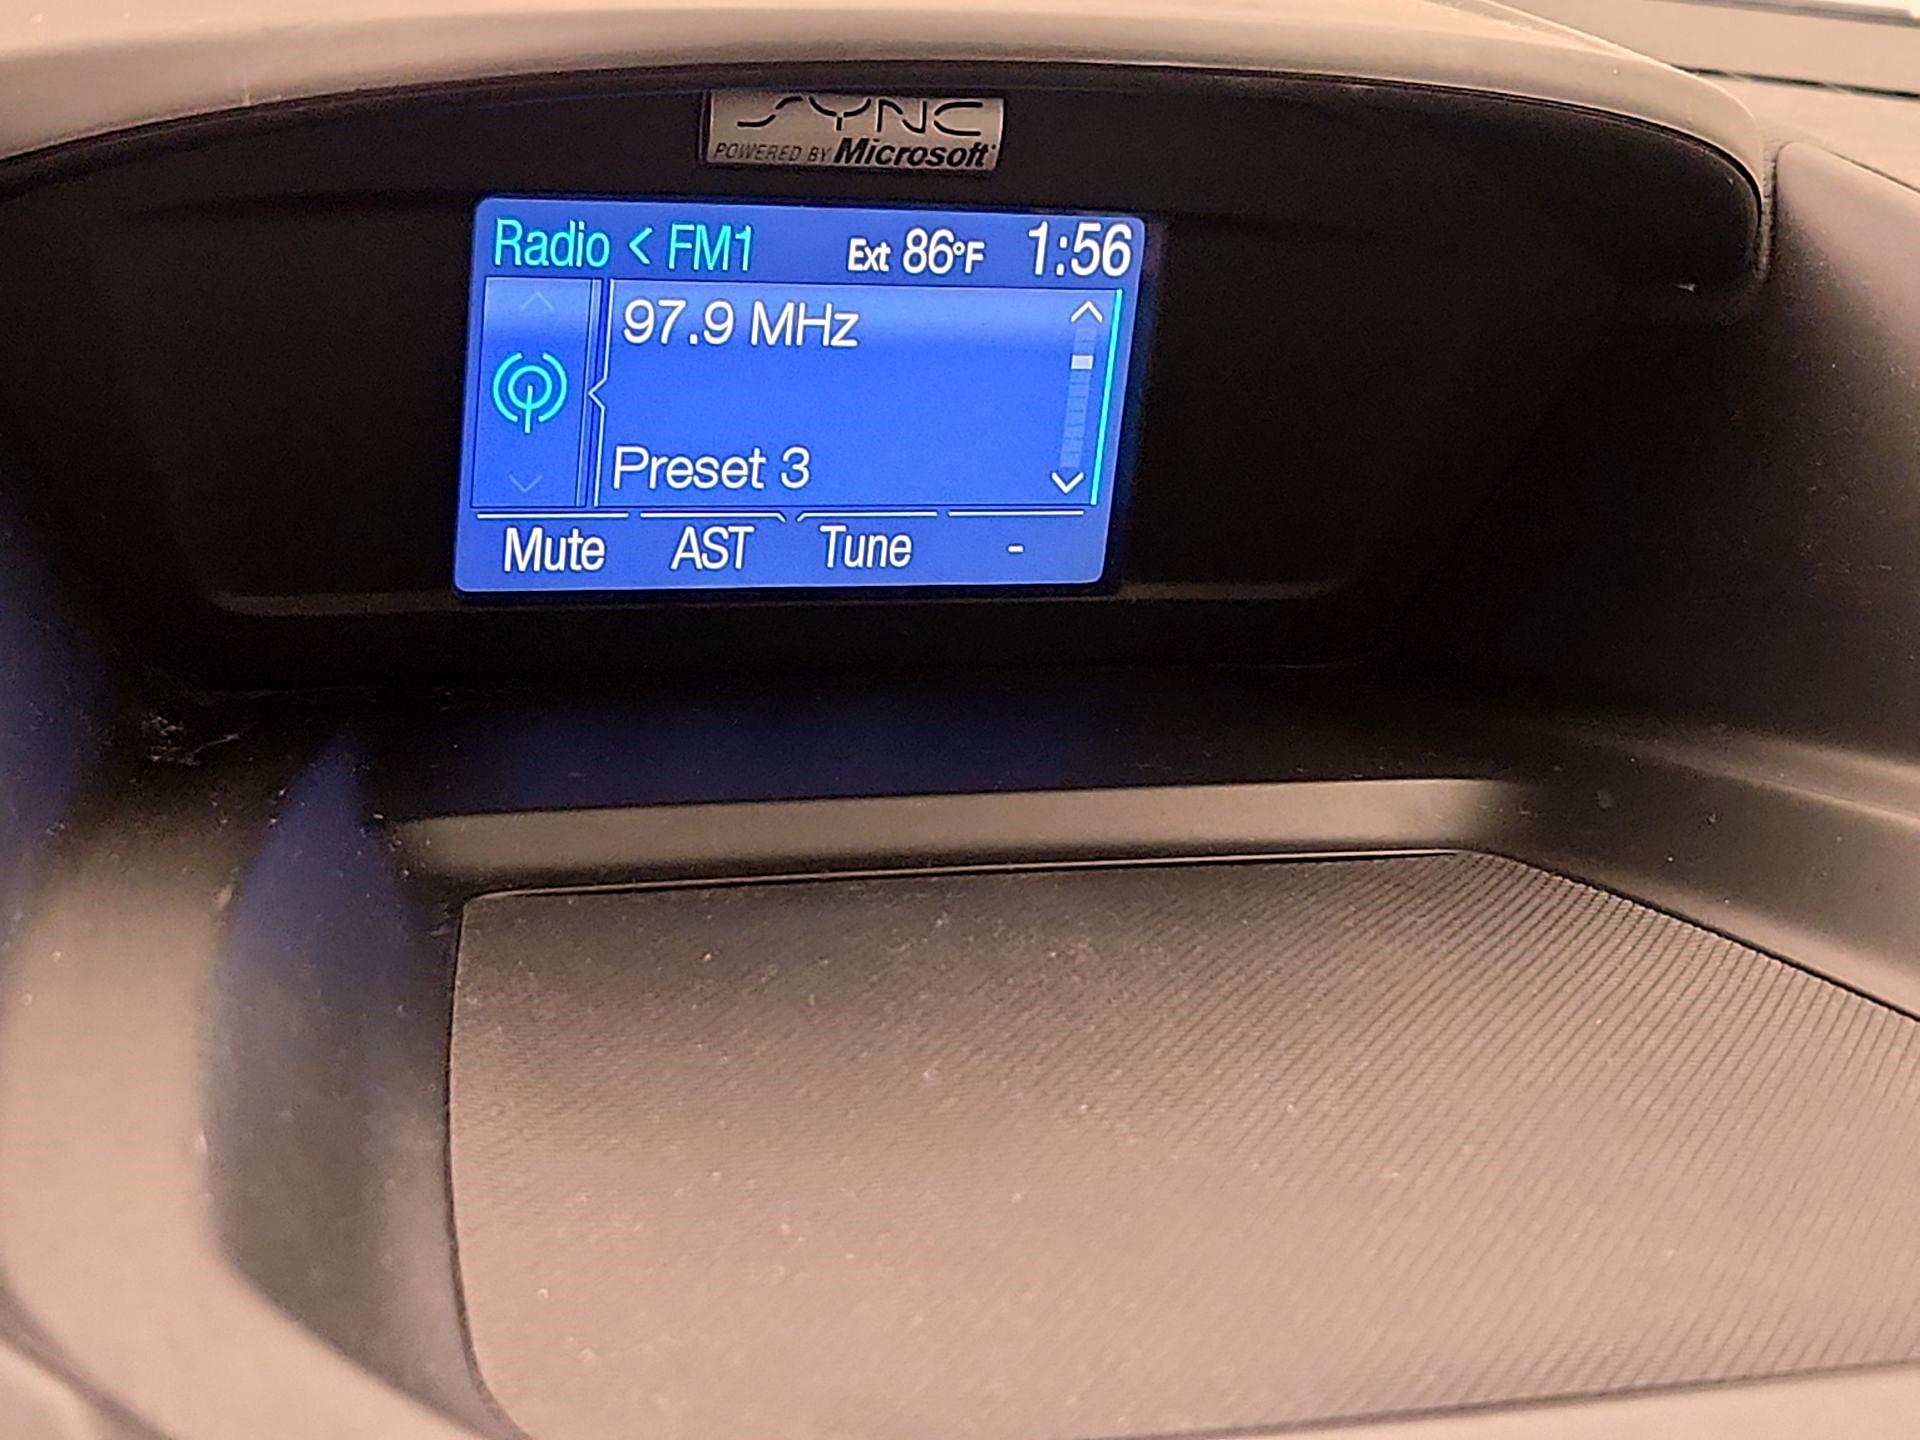 SYNC
POWERED BY Microsoft
Radio < FM1 Ext 86°F 1:56
97.9 MHz
Preset 3
Mute AST Tune -